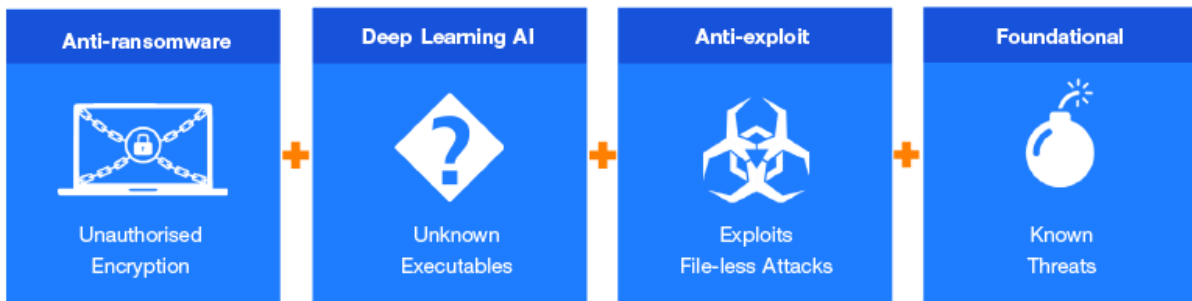 Anti-ransomware
Unauthorised
Encryption
Deep Learning AI
?
Unknown
Executables
Anti-exploit
Exploits
File-less Attacks
Foundational
Known
Threats